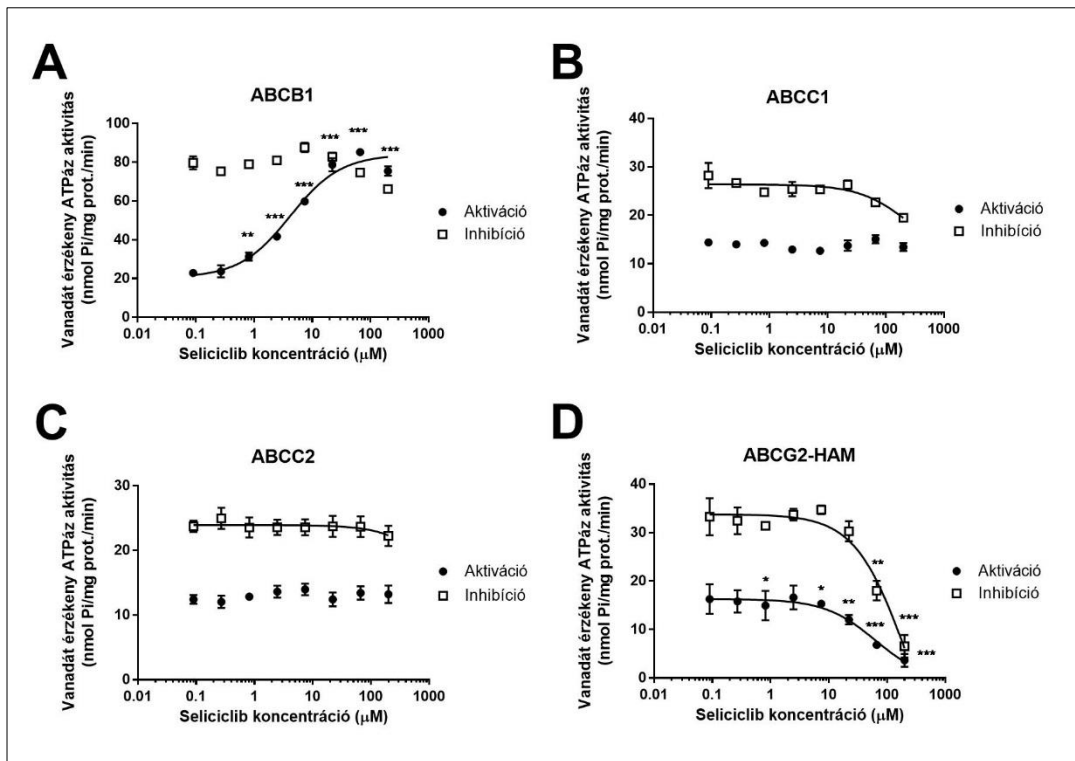 A
ABCB1
Vanadát érzékeny ATPáz aktivitás
(nmol Pi/mg prot./min)
100
80
60
40
20
0
0.01 0.1 1 10 100 1000
Seliciclib koncentráció (μM)
** *** *** *** *** ***
Aktiváció
Inhibíció
B
ABCC1
Vanadát érzékeny ATPáz aktivitás
(nmol Pi/mg prot./min)
40
30
20
10
0
0.01 0.1 1 10 100 1000
Seliciclib koncentráció (μM)
Aktiváció
Inhibíció
C
ABCC2
Vanadát érzékeny ATPáz aktivitás
(nmol Pi/mg prot./min)
30
20
10
0
0.01 0.1 1 10 100 1000
Seliciclib koncentráció (μM)
Aktiváció
Inhibíció
D
ABCG2-HAM
Vanadát érzékeny ATPáz aktivitás
(nmol Pi/mg prot./min)
40
30
20
10
0
0.01 0.1 1 10 100 1000
Seliciclib koncentráció (μM)
** ***
* * ** *** ***
Aktiváció
Inhibíció